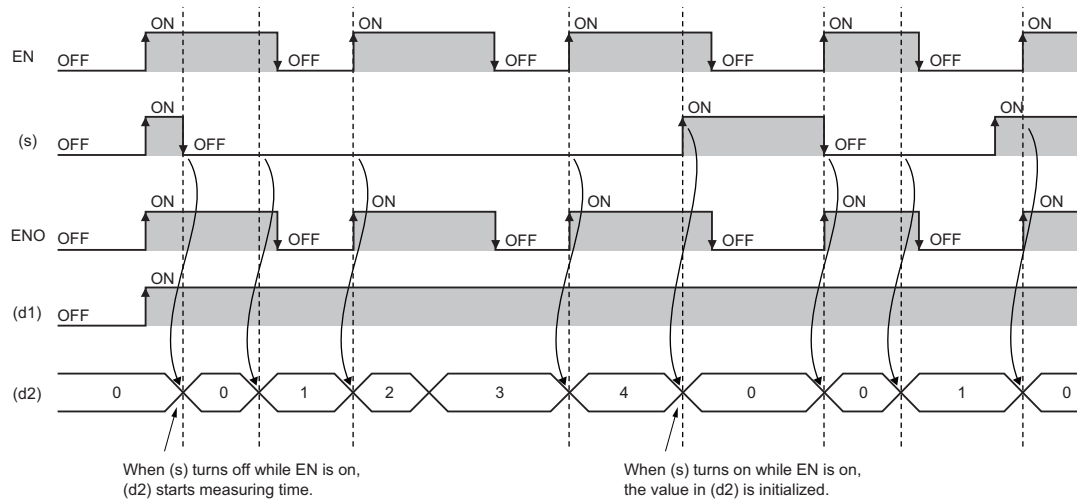 ON ON ON ON ON
EN OFF OFF OFF OFF OFF
ON ON ON
(s) OFF OFF OFF
ON ON ON ON ON
ENO OFF OFF OFF OFF OFF
ON
(d1) OFF
(d2) 0 0 1 2 3 4 0 0 1 0
When (s) turns off while EN is on,
(d2) starts measuring time.
When (s) turns on while EN is on,
the value in (d2) is initialized.